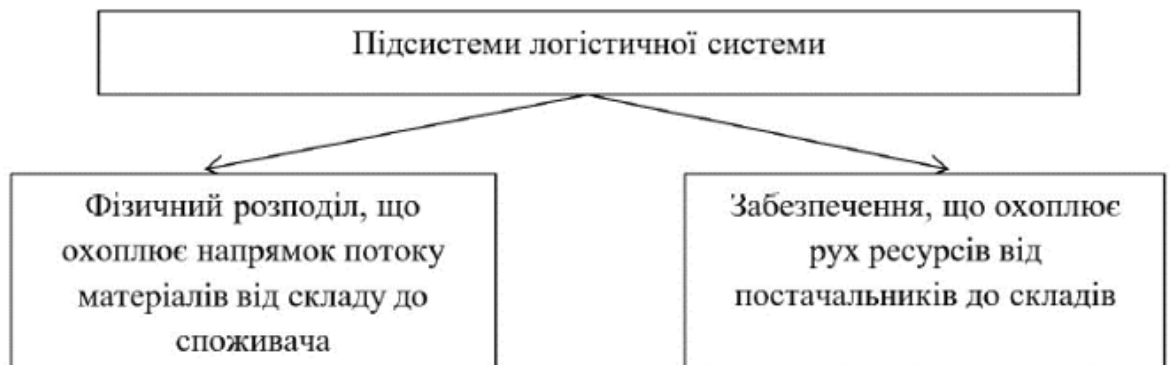 Підсистеми логістичної системи
Фізичний розподіл, що
охоплює напрямок потоку
матеріалів від складу до
споживача
Забезпечення, що охоплює
рух ресурсів від
постачальників до складів